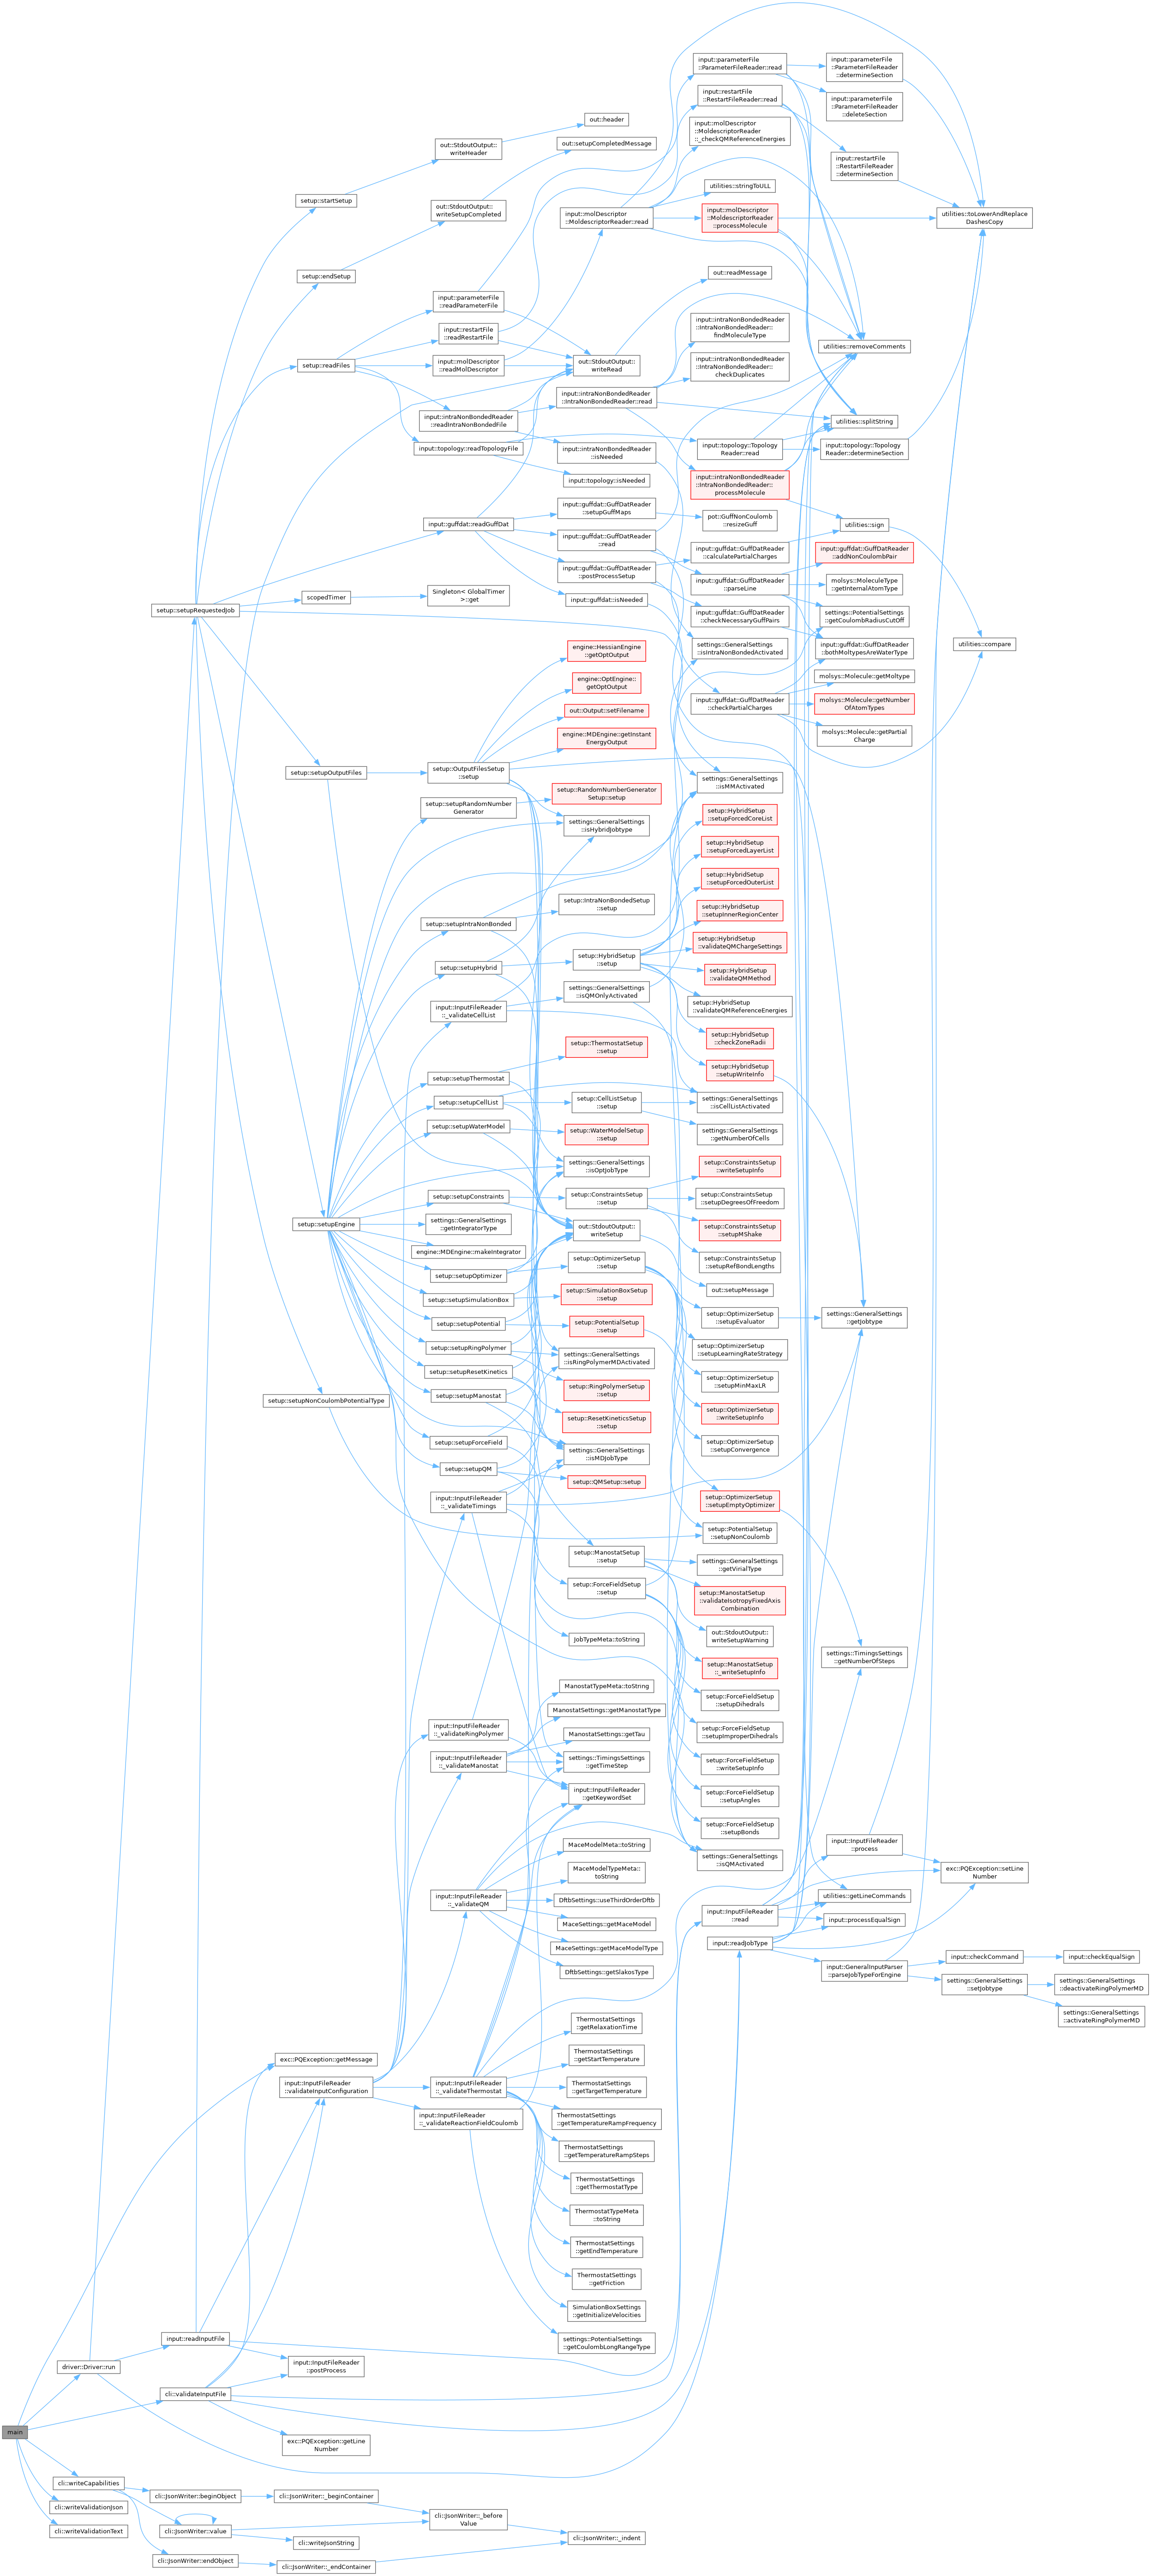 input::parameterFile
::ParameterFileReader::read
input::parameterFile
::ParameterFileReader
::determineSection
input::restartFile
::RestartFileReader::read
input::parameterFile
::ParameterFileReader
::deleteSection
out::header
input::molDescriptor
::MoldescriptorReader
::_checkQMReferenceEnergies
out::StdoutOutput::
writeHeader
out::setupCompletedMessage
input::restartFile
::RestartFileReader
::determineSection
utilities::stringToULL
setup::startSetup
out::StdoutOutput::
writeSetupCompleted
input::molDescriptor
::MoldescriptorReader::read
input::molDescriptor
::MoldescriptorReader
::processMolecule
utilities::toLowerAndReplace
DashesCopy
setup::endSetup
out::readMessage
input::parameterFile
::readParameterFile
input::restartFile
::readRestartFile
input::intraNonBondedReader
::IntraNonBondedReader::
findMoleculeType
utilities::removeComments
setup::readFiles
input::molDescriptor
::readMolDescriptor
out::StdoutOutput::
writeRead
input::intraNonBondedReader
::IntraNonBondedReader::
checkDuplicates
input::intraNonBondedReader
::IntraNonBondedReader::read
input::intraNonBondedReader
::readIntraNonBondedFile
utilities::splitString
input::topology::readTopologyFile
input::intraNonBondedReader
::isNeeded
input::topology::Topology
Reader::read
input::topology::Topology
Reader::determineSection
input::topology::isNeeded
input::intraNonBondedReader
::IntraNonBondedReader::
processMolecule
input::guffdat::readGuffDat
input::guffdat::GuffDatReader
::setupGuffMaps
pot::GuffNonCoulomb
::resizeGuff
utilities::sign
input::guffdat::GuffDatReader
::read
input::guffdat::GuffDatReader
::calculatePartialCharges
input::guffdat::GuffDatReader
::addNonCoulombPair
input::guffdat::GuffDatReader
::postProcessSetup
input::guffdat::GuffDatReader
::parseLine
molsys::MoleculeType
::getInternalAtomType
scopedTimer
Singleton< GlobalTimer
>::get
input::guffdat::isNeeded
setup::setupRequestedJob
input::guffdat::GuffDatReader
::checkNecessaryGuffPairs
settings::PotentialSettings
::getCoulombRadiusCutOff
settings::GeneralSettings
::isIntraNonBondedActivated
input::guffdat::GuffDatReader
::bothMoltypesAreWaterType
utilities::compare
engine::HessianEngine
::getOptOutput
molsys::Molecule::getMoltype
engine::OptEngine::
getOptOutput
input::guffdat::GuffDatReader
::checkPartialCharges
molsys::Molecule::getNumber
OfAtomTypes
out::Output::setFilename
molsys::Molecule::getPartial
Charge
engine::MDEngine::getInstant
EnergyOutput
setup::setupOutputFiles
setup::OutputFilesSetup
::setup
settings::GeneralSettings
::isMMActivated
setup::RandomNumberGenerator
Setup::setup
setup::setupRandomNumber
Generator
setup::HybridSetup
::setupForcedCoreList
settings::GeneralSettings
::isHybridJobtype
setup::HybridSetup
::setupForcedLayerList
setup::HybridSetup
::setupForcedOuterList
setup::IntraNonBondedSetup
::setup
setup::HybridSetup
::setupInnerRegionCenter
setup::setupIntraNonBonded
setup::HybridSetup
::validateQMChargeSettings
setup::setupHybrid
setup::HybridSetup
::setup
setup::HybridSetup
::validateQMMethod
settings::GeneralSettings
::isQMOnlyActivated
input::InputFileReader
::_validateCellList
setup::HybridSetup
::validateQMReferenceEnergies
setup::ThermostatSetup
::setup
setup::HybridSetup
::checkZoneRadii
setup::setupThermostat
setup::HybridSetup
::setupWriteInfo
setup::setupCellList
setup::CellListSetup
::setup
settings::GeneralSettings
::isCellListActivated
setup::setupWaterModel
setup::WaterModelSetup
::setup
settings::GeneralSettings
::getNumberOfCells
settings::GeneralSettings
::isOptJobType
setup::ConstraintsSetup
::writeSetupInfo
setup::setupConstraints
setup::ConstraintsSetup
::setup
setup::ConstraintsSetup
::setupDegreesOfFreedom
setup::setupEngine
settings::GeneralSettings
::getIntegratorType
out::StdoutOutput::
writeSetup
setup::ConstraintsSetup
::setupMShake
engine::MDEngine::makeIntegrator
setup::ConstraintsSetup
::setupRefBondLengths
setup::setupOptimizer
setup::OptimizerSetup
::setup
out::setupMessage
setup::setupSimulationBox
setup::SimulationBoxSetup
::setup
setup::OptimizerSetup
::setupEvaluator
settings::GeneralSettings
::getJobtype
setup::setupPotential
setup::PotentialSetup
::setup
setup::OptimizerSetup
::setupLearningRateStrategy
setup::setupRingPolymer
settings::GeneralSettings
::isRingPolymerMDActivated
setup::OptimizerSetup
::setupMinMaxLR
setup::setupResetKinetics
setup::RingPolymerSetup
::setup
setup::setupNonCoulombPotentialType
setup::setupManostat
setup::OptimizerSetup
::writeSetupInfo
setup::ResetKineticsSetup
::setup
setup::OptimizerSetup
::setupConvergence
setup::setupForceField
settings::GeneralSettings
::isMDJobType
setup::setupQM
setup::QMSetup::setup
setup::OptimizerSetup
::setupEmptyOptimizer
input::InputFileReader
::_validateTimings
setup::PotentialSetup
::setupNonCoulomb
setup::ManostatSetup
::setup
settings::GeneralSettings
::getVirialType
setup::ForceFieldSetup
::setup
setup::ManostatSetup
::validateIsotropyFixedAxis
Combination
JobTypeMeta::toString
out::StdoutOutput::
writeSetupWarning
settings::TimingsSettings
::getNumberOfSteps
setup::ManostatSetup
::_writeSetupInfo
ManostatTypeMeta::toString
setup::ForceFieldSetup
::setupDihedrals
ManostatSettings::getManostatType
input::InputFileReader
::_validateRingPolymer
ManostatSettings::getTau
setup::ForceFieldSetup
::setupImproperDihedrals
input::InputFileReader
::_validateManostat
settings::TimingsSettings
::getTimeStep
setup::ForceFieldSetup
::writeSetupInfo
input::InputFileReader
::getKeywordSet
setup::ForceFieldSetup
::setupAngles
setup::ForceFieldSetup
::setupBonds
MaceModelMeta::toString
settings::GeneralSettings
::isQMActivated
input::InputFileReader
::process
MaceModelTypeMeta::
toString
exc::PQException::setLine
Number
input::InputFileReader
::_validateQM
DftbSettings::useThirdOrderDftb
utilities::getLineCommands
MaceSettings::getMaceModel
input::InputFileReader
::read
input::processEqualSign
MaceSettings::getMaceModelType
input::readJobType
DftbSettings::getSlakosType
input::GeneralInputParser
::parseJobTypeForEngine
input::checkCommand
input::checkEqualSign
settings::GeneralSettings
::setJobtype
settings::GeneralSettings
::deactivateRingPolymerMD
settings::GeneralSettings
::activateRingPolymerMD
ThermostatSettings
::getRelaxationTime
exc::PQException::getMessage
ThermostatSettings
::getStartTemperature
input::InputFileReader
::validateInputConfiguration
input::InputFileReader
::_validateThermostat
ThermostatSettings
::getTargetTemperature
input::InputFileReader
::_validateReactionFieldCoulomb
ThermostatSettings
::getTemperatureRampFrequency
ThermostatSettings
::getTemperatureRampSteps
ThermostatSettings
::getThermostatType
ThermostatTypeMeta
::toString
ThermostatSettings
::getEndTemperature
ThermostatSettings
::getFriction
SimulationBoxSettings
::getInitializeVelocities
input::readInputFile
settings::PotentialSettings
::getCoulombLongRangeType
driver::Driver::run
input::InputFileReader
::postProcess
cli::validateInputFile
main
exc::PQException::getLine
Number
cli::writeCapabilities
cli::JsonWriter::beginObject
cli::JsonWriter::_beginContainer
cli::writeValidationJson
cli::JsonWriter::_before
Value
cli::writeValidationText
cli::JsonWriter::value
cli::JsonWriter::_indent
cli::writeJsonString
cli::JsonWriter::endObject
cli::JsonWriter::_endContainer